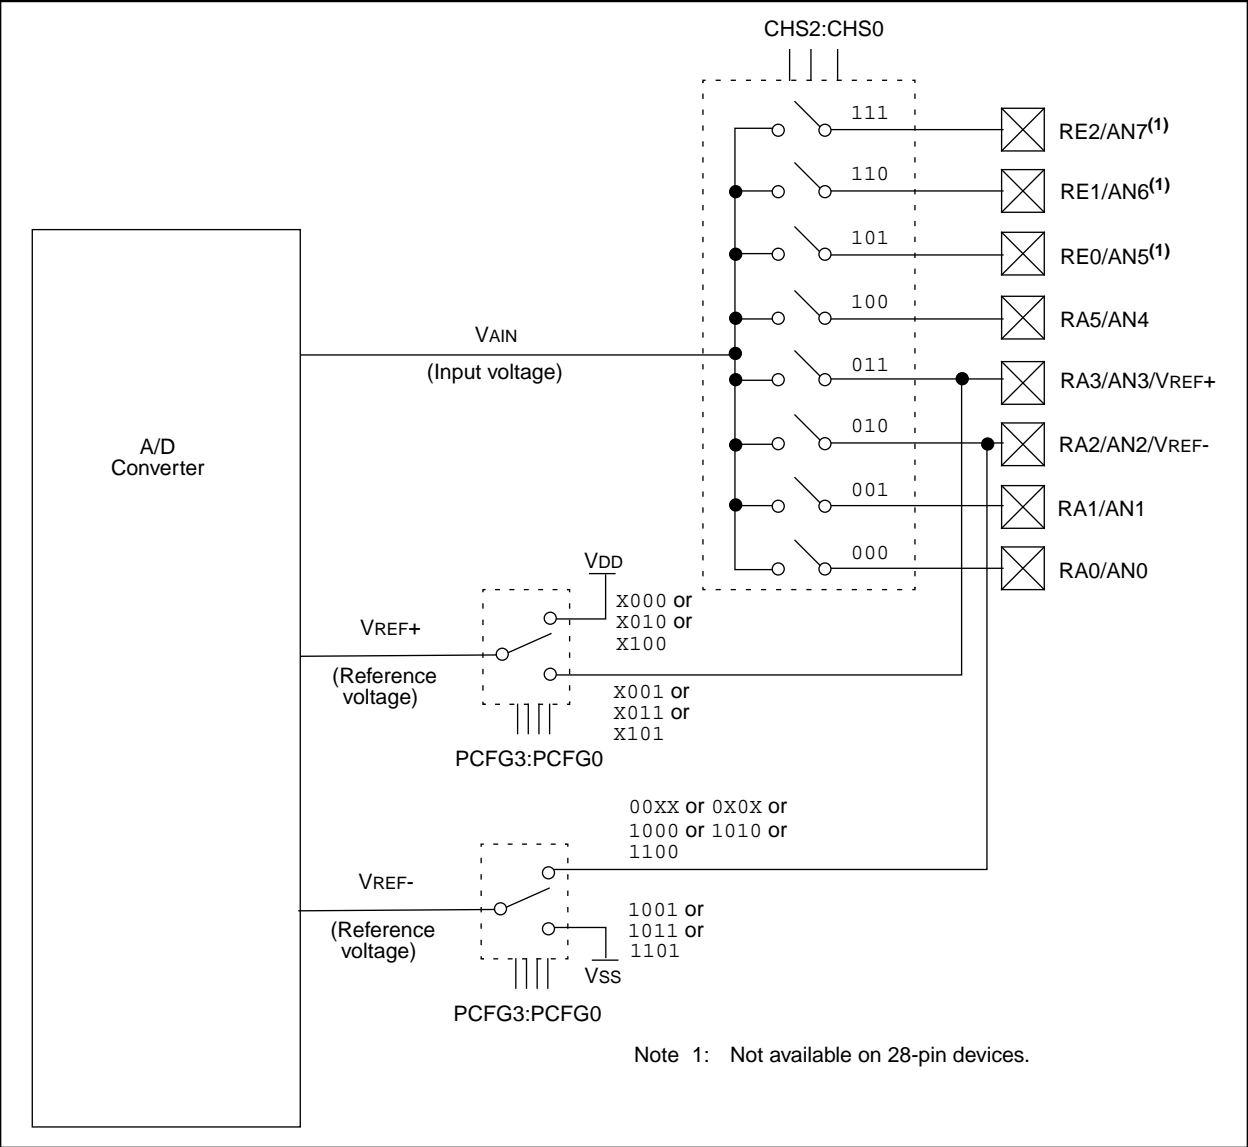 CHS2:CHS0
111
RE2/AN7(1)
110
RE1/AN6(1)
101
RE0/AN5(1)
100
RA5/AN4
VAIN
(Input voltage)
011
RA3/AN3/VREF+
010
RA2/AN2/VREF-
A/D
Converter
001
RA1/AN1
000
RA0/AN0
VDD
X000 or
X010 or
X100
VREF+
(Reference
voltage)
X001 or
X011 or
X101
PCFG3:PCFG0
00XX or 0X0X or
1000 or 1010 or
1100
VREF-
(Reference
voltage)
1001 or
1011 or
1101
VSS
PCFG3:PCFG0
Note 1: Not available on 28-pin devices.